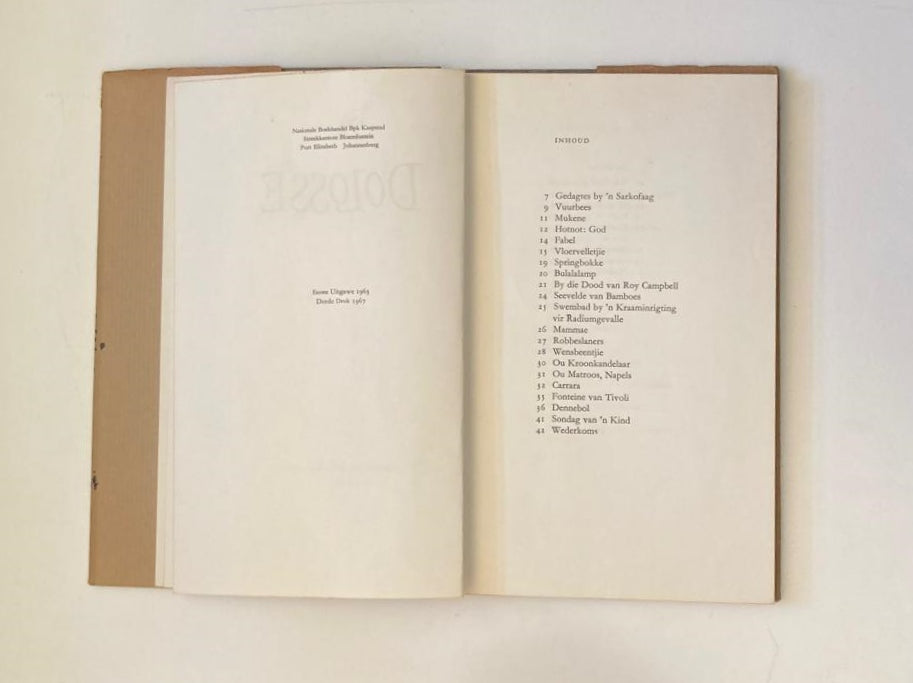 Nasionale Boekhandel Bpk Kaapstad
Streekkantore Bloemfontein
Port Elizabeth Johannesburg
DOLOSSE
Eerste Uitgawe 1963
Derde Druk 1967
INHOUD
7 Gedagtes by 'n Sarkofaag
9 Vuurbees
11 Mukene
12 Hotnot: God
14 Fabel
15 Vloervelletjie
19 Springbokke
20 Bulalalamp
21 By die Dood van Roy Campbell
24 Seevelde van Bamboes
25 Swembad by 'n Kraaminrigting
vir Radiumgevalle
26 Mammae
27 Robbeslaners
28 Wensbeentjie
30 Ou Kroonkandelaar
31 Ou Matroos, Napels
32 Carrara
33 Fonteine van Tivoli
36 Dennebol
41 Sondag van 'n Kind
42 Wederkoms